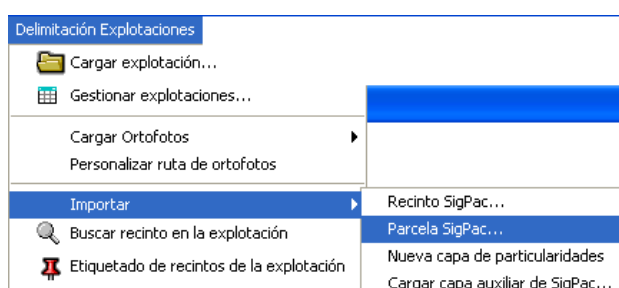 Delimitación Explotaciones
Cargar explotación...
Gestionar explotaciones...
Cargar Ortofotos
Personalizar ruta de ortofotos
Importar
Buscar recinto en la explotación
Etiquetado de recintos de la explotación
Recinto SigPac...
Parcela SigPac...
Nueva capa de particularidades
Cargar capa auxiliar de SigPac...